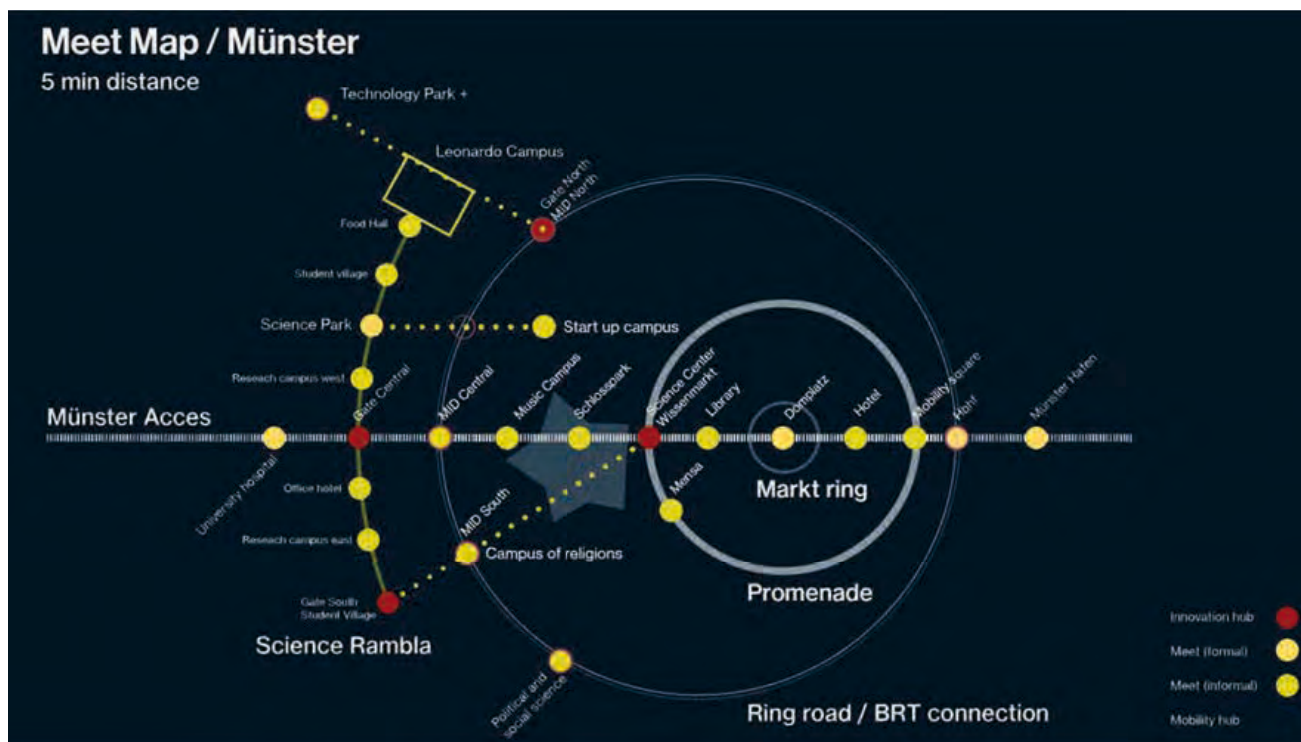 Meet Map / Münster
5 min distance
Technology Park +
Leonardo Campus
Gate North
MID North
Food Hall
Student village
Science Park
Start up campus
Reseach campus west
Münster Acces
Gate Central
MID Central
Music Campus
Schlosspark
Science Center
Wissenmarkt
Library
Domplatz
Hotel
Mobility square
Hbhf
Münster Hafen
University hospital
Office hotel
Mensa
Markt ring
Reseach campus east
MID South
Campus of religions
Promenade
Gate South
Student Village
Science Rambla
Political and
social science
Ring road / BRT connection
Innovation hub
Meet (formal)
Meet (informal)
Mobility hub